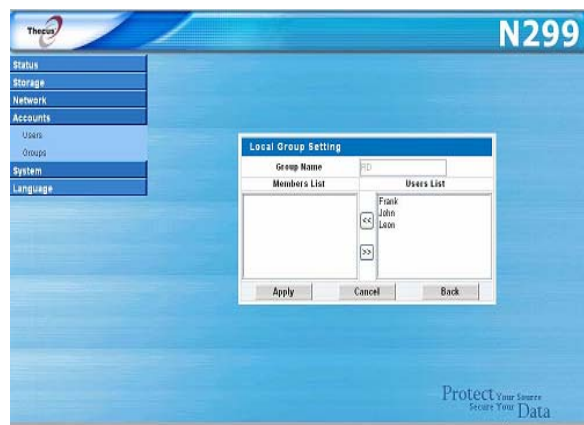 Thecus
N299
Status
Storage
Network
Accounts
Users
Groups
System
Language
Local Group Setting
Group Name RD
Members List Users List
Frank
John
Leon
<<
>>
Apply Cancel Back
Protect Your Source
Secure Your Data